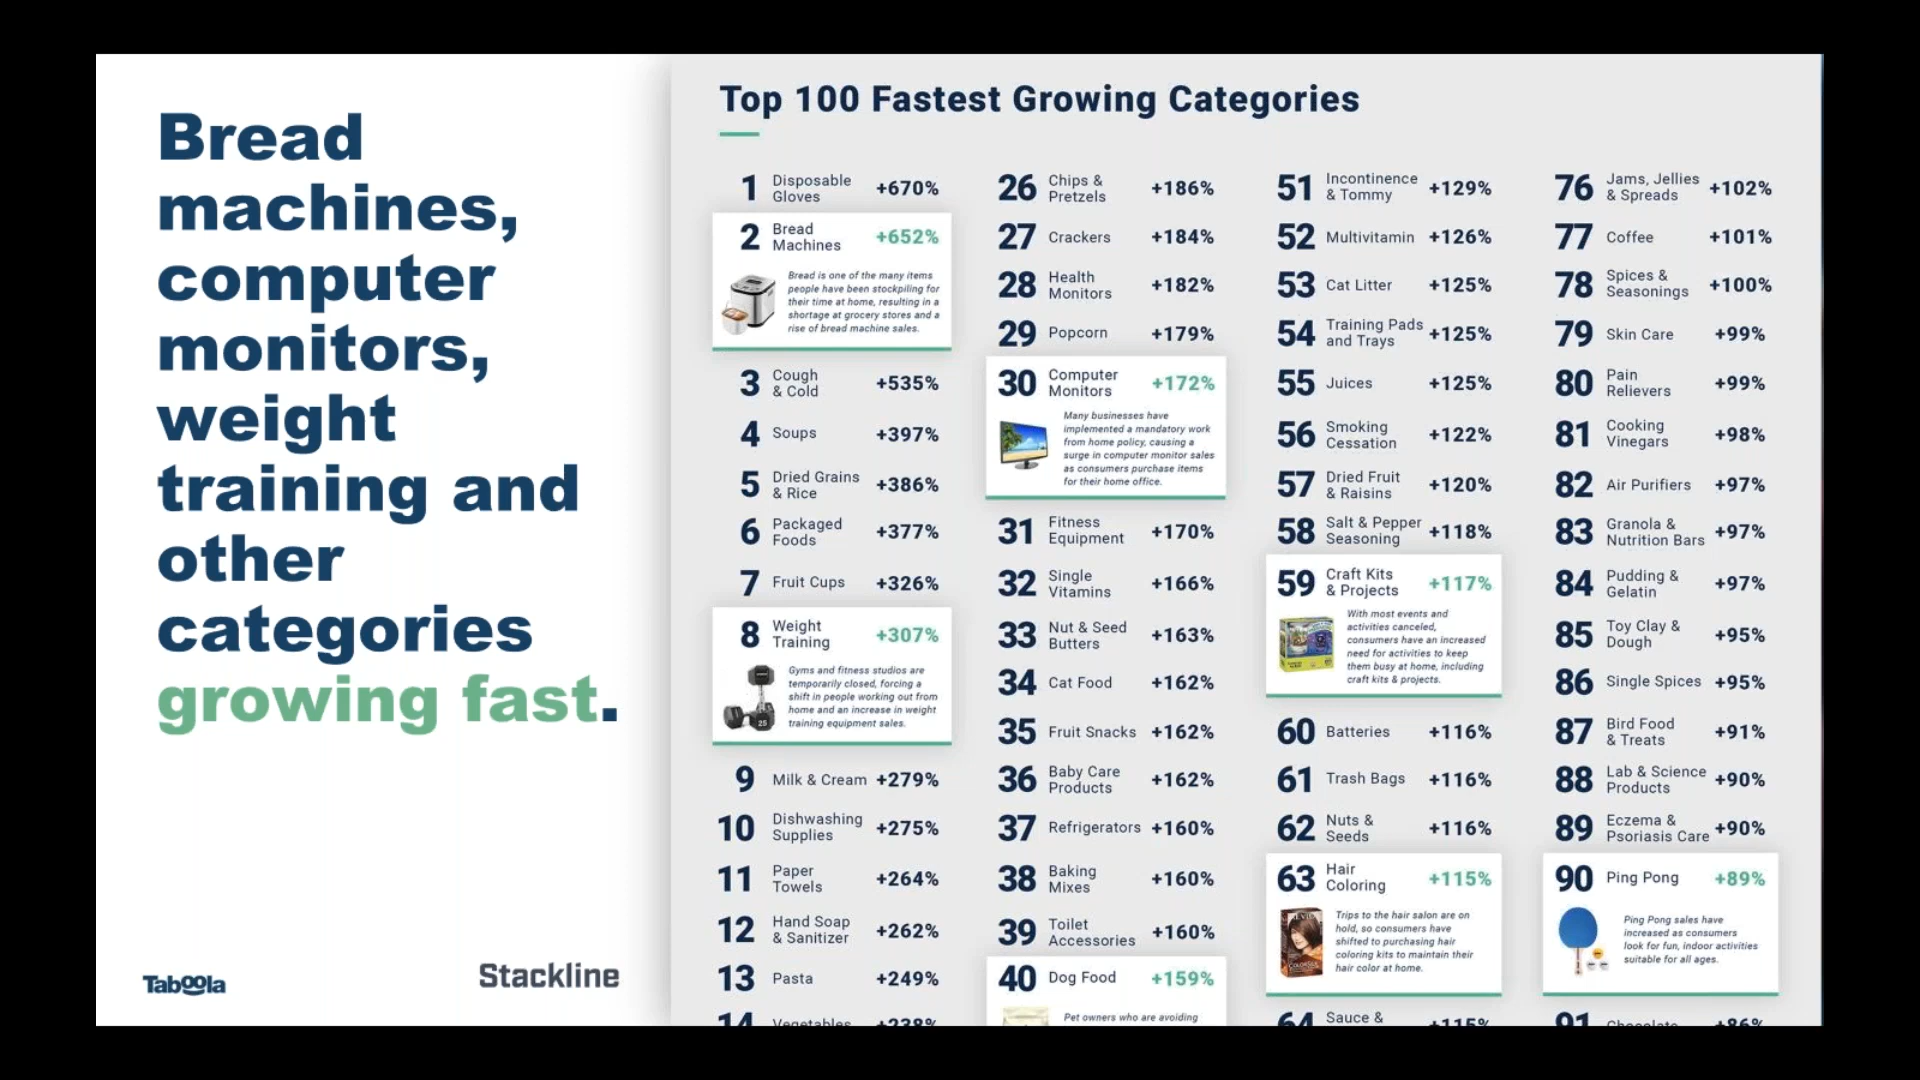 Bread
machines,
computer
monitors,
weight
training and
other
categories
growing fast.
Taboola
Stackline
Top 100 Fastest Growing Categories
1 Disposable Gloves +670%
2 Bread Machines +652%
Bread is one of the many items
people have been stockpiling for
their time at home, resulting in a
shortage at grocery stores and a
rise of bread machine sales.
3 Cough & Cold +535%
4 Soups +397%
5 Dried Grains & Rice +386%
6 Packaged Foods +377%
7 Fruit Cups +326%
8 Weight Training +307%
Gyms and fitness studios are
temporarily closed, forcing a
shift in people working out from
home and an increase in weight
training equipment sales.
9 Milk & Cream +279%
10 Dishwashing Supplies +275%
11 Paper Towels +264%
12 Hand Soap & Sanitizer +262%
13 Pasta +249%
14 Vegetables +238%
26 Chips & Pretzels +186%
27 Crackers +184%
28 Health Monitors +182%
29 Popcorn +179%
30 Computer Monitors +172%
Many businesses have
implemented a mandatory work
from home policy, causing a
surge in computer monitor sales
as consumers purchase items
for their home office.
31 Fitness Equipment +170%
32 Single Vitamins +166%
33 Nut & Seed Butters +163%
34 Cat Food +162%
35 Fruit Snacks +162%
36 Baby Care Products +162%
37 Refrigerators +160%
38 Baking Mixes +160%
39 Toilet Accessories +160%
40 Dog Food +159%
Pet owners who are avoiding
51 Incontinence & Tommy +129%
52 Multivitamin +126%
53 Cat Litter +125%
54 Training Pads and Trays +125%
55 Juices +125%
56 Smoking Cessation +122%
57 Dried Fruit & Raisins +120%
58 Salt & Pepper Seasoning +118%
59 Craft Kits & Projects +117%
With most events and
activities canceled,
consumers have an increased
need for activities to keep
them busy at home, including
craft kits & projects.
60 Batteries +116%
61 Trash Bags +116%
62 Nuts & Seeds +116%
63 Hair Coloring +115%
Trips to the hair salon are on
hold, so consumers have
shifted to purchasing hair
coloring kits to maintain their
hair color at home.
64 Sauce & +115%
76 Jams, Jellies & Spreads +102%
77 Coffee +101%
78 Spices & Seasonings +100%
79 Skin Care +99%
80 Pain Relievers +99%
81 Cooking Vinegars +98%
82 Air Purifiers +97%
83 Granola & Nutrition Bars +97%
84 Pudding & Gelatin +97%
85 Toy Clay & Dough +95%
86 Single Spices +95%
87 Bird Food & Treats +91%
88 Lab & Science Products +90%
89 Eczema & Psoriasis Care +90%
90 Ping Pong +89%
Ping Pong sales have
increased as consumers
look for fun, indoor activities
suitable for all ages.
91 Chocolate +86%